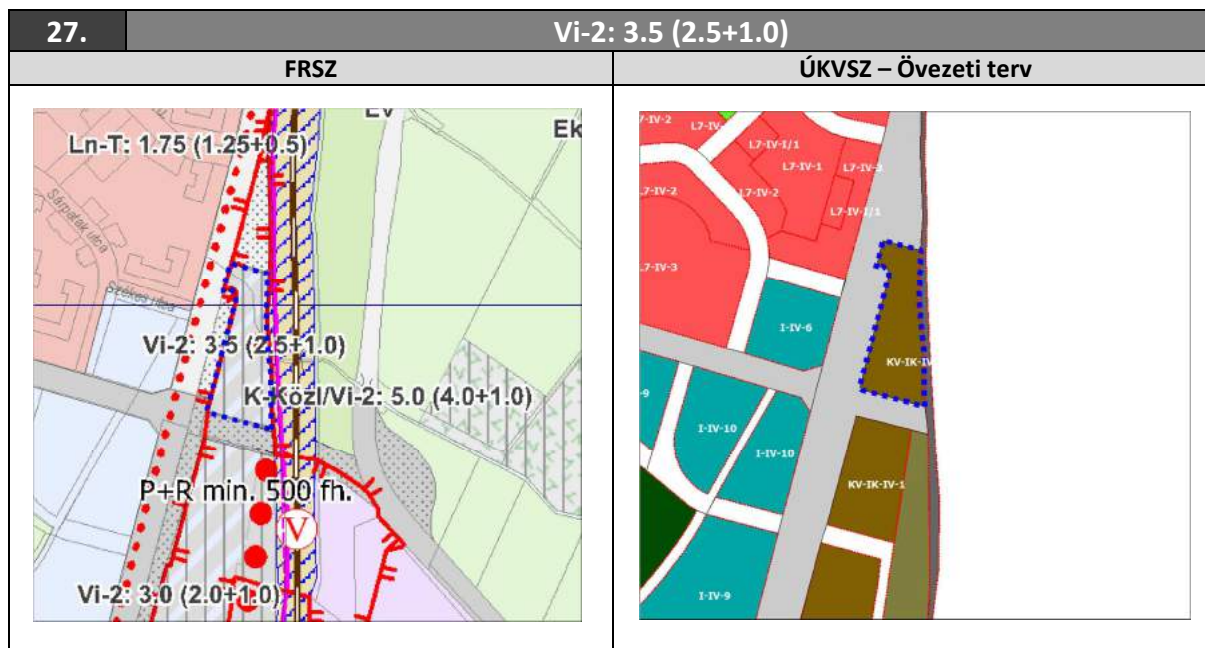 27.
Vi-2: 3.5 (2.5+1.0)
FRSZ
ÚKVSZ – Övezeti terv
Ev
Ek
Ln-T: 1.75 (1.25+0.5)
Sárpatak utca
Vi-2: 3.5 (2.5+1.0)
K-Közl/Vi-2: 5.0 (4.0+1.0)
P+R min. 500 fh.
V
Vi-2: 3.0 (2.0+1.0)
L7-IV-I/1
L7-IV-1
L7-IV-3
L7-IV-2
L7-IV-I/1
L7-IV-3
I-IV-6
KV-IK-IV
I-IV-10
I-IV-10
KV-IK-IV-1
I-IV-9